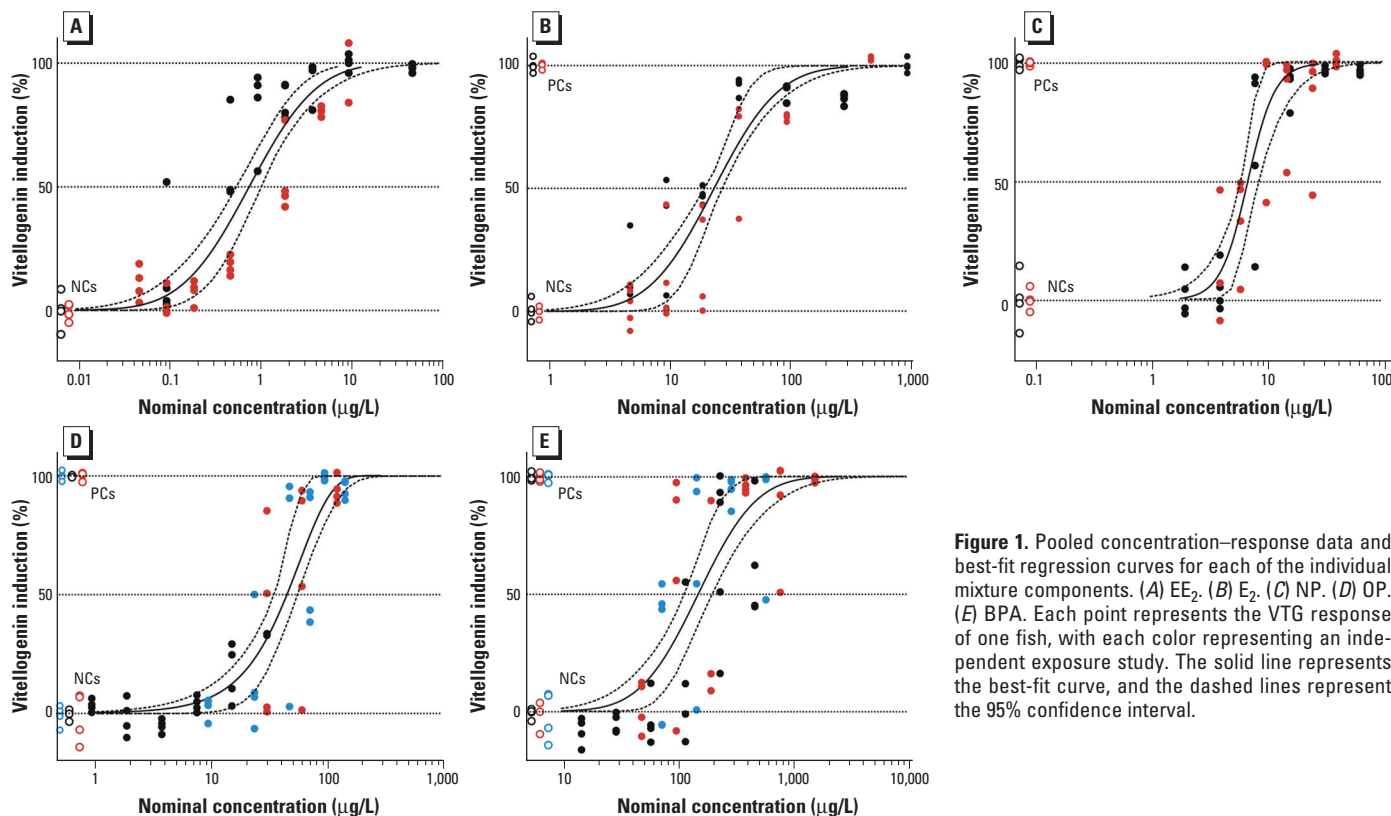 A
Vitellogenin induction (%)
100
50
0
NCs
0.01
0.1
1
10
100
Nominal concentration (µg/L)
B
Vitellogenin induction (%)
100
50
0
PCs
NCs
1
10
100
1,000
Nominal concentration (µg/L)
C
Vitellogenin induction (%)
100
50
0
PCs
NCs
0.1
1
10
100
Nominal concentration (µg/L)
D
Vitellogenin induction (%)
100
50
0
PCs
NCs
1
10
100
1,000
Nominal concentration (µg/L)
E
Vitellogenin induction (%)
100
50
0
PCs
NCs
10
100
1,000
10,000
Nominal concentration (µg/L)
Figure 1. Pooled concentration–response data and
best-fit regression curves for each of the individual
mixture components. (A) EE₂. (B) E₂. (C) NP. (D) OP.
(E) BPA. Each point represents the VTG response
of one fish, with each color representing an inde-
pendent exposure study. The solid line represents
the best-fit curve, and the dashed lines represent
the 95% confidence interval.